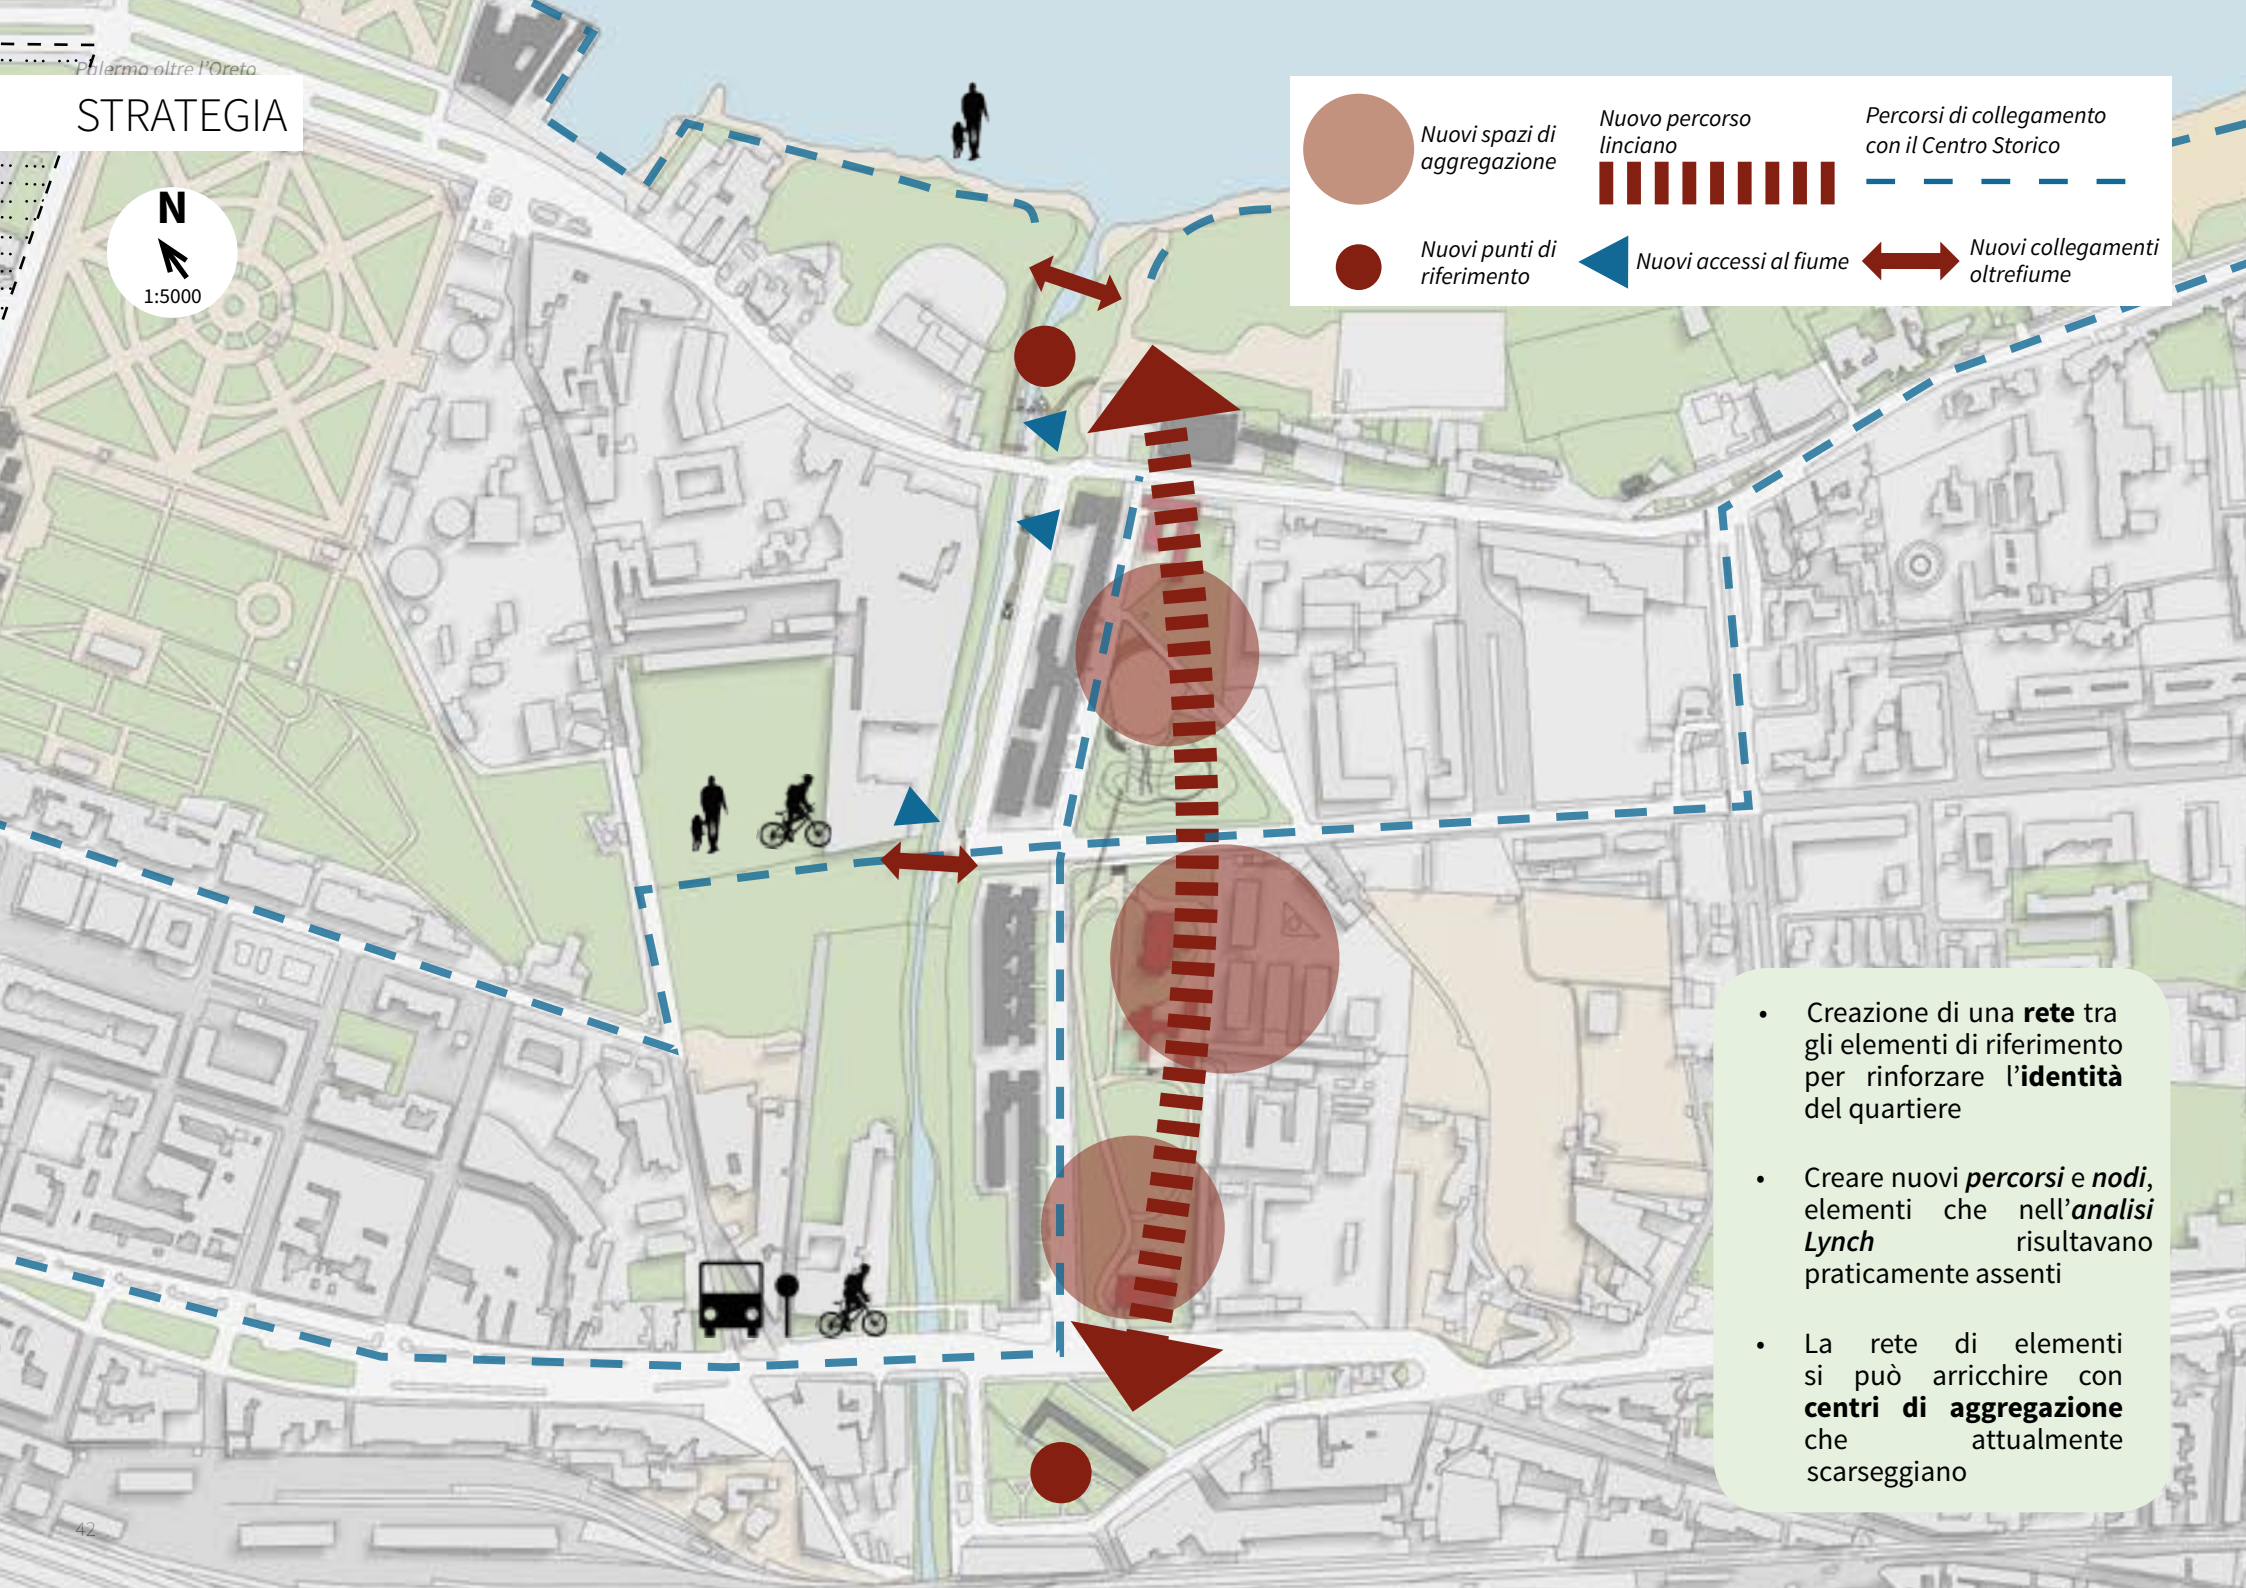 Palermo oltre l'Oreto
STRATEGIA
N
1:5000
Nuovi spazi di
aggregazione
Nuovo percorso
linciano
Percorsi di collegamento
con il Centro Storico
Nuovi punti di
riferimento
Nuovi accessi al fiume
Nuovi collegamenti
oltrefiume
• Creazione di una rete tra
gli elementi di riferimento
per rinforzare l'identità
del quartiere
• Creare nuovi percorsi e nodi,
elementi che nell'analisi
Lynch risultavano
praticamente assenti
• La rete di elementi
si può arricchire con
centri di aggregazione
che attualmente
scarseggiano
42